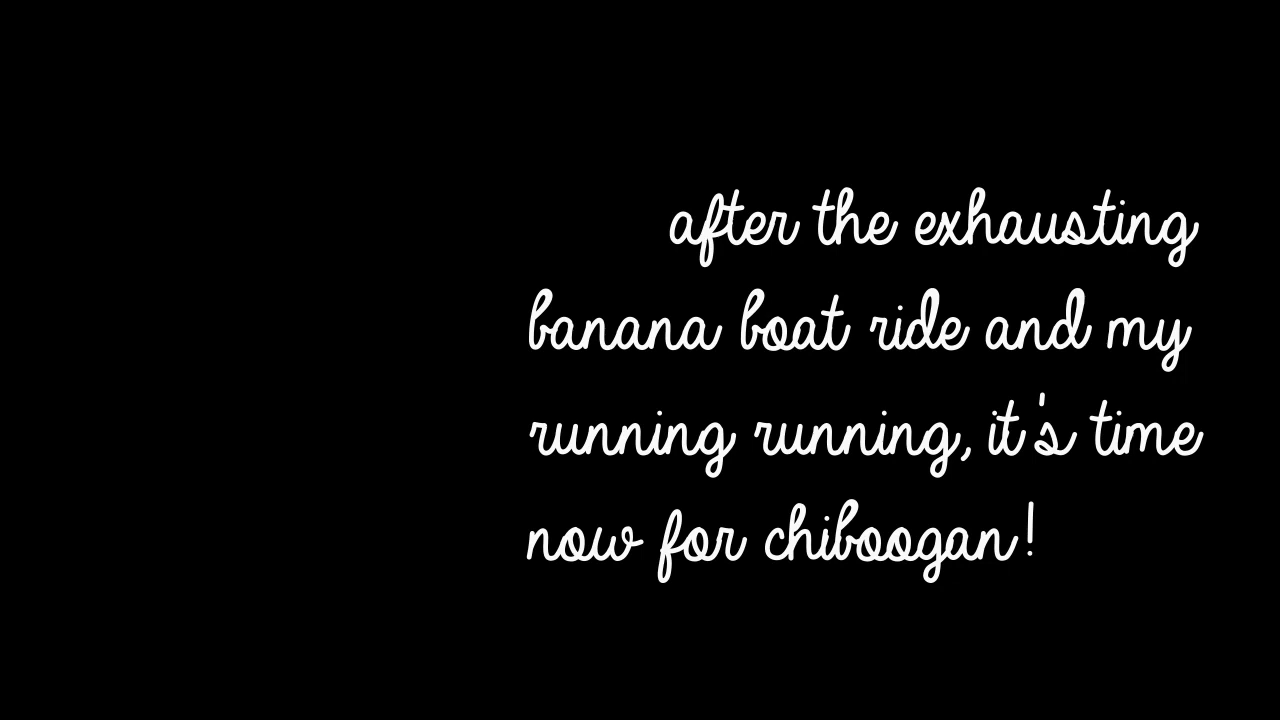 after the exhausting
banana boat ride and my
running running, it's time
now for chiboogan!